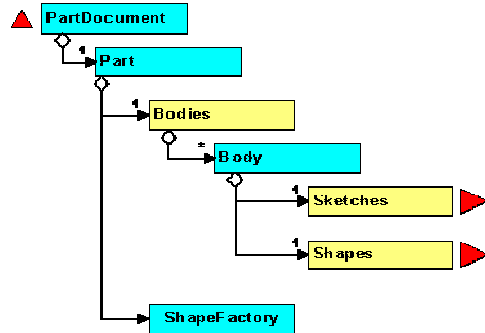 PartDocument
1
Part
1
Bodies
*
Body
1
Sketches
1
Shapes
ShapeFactory